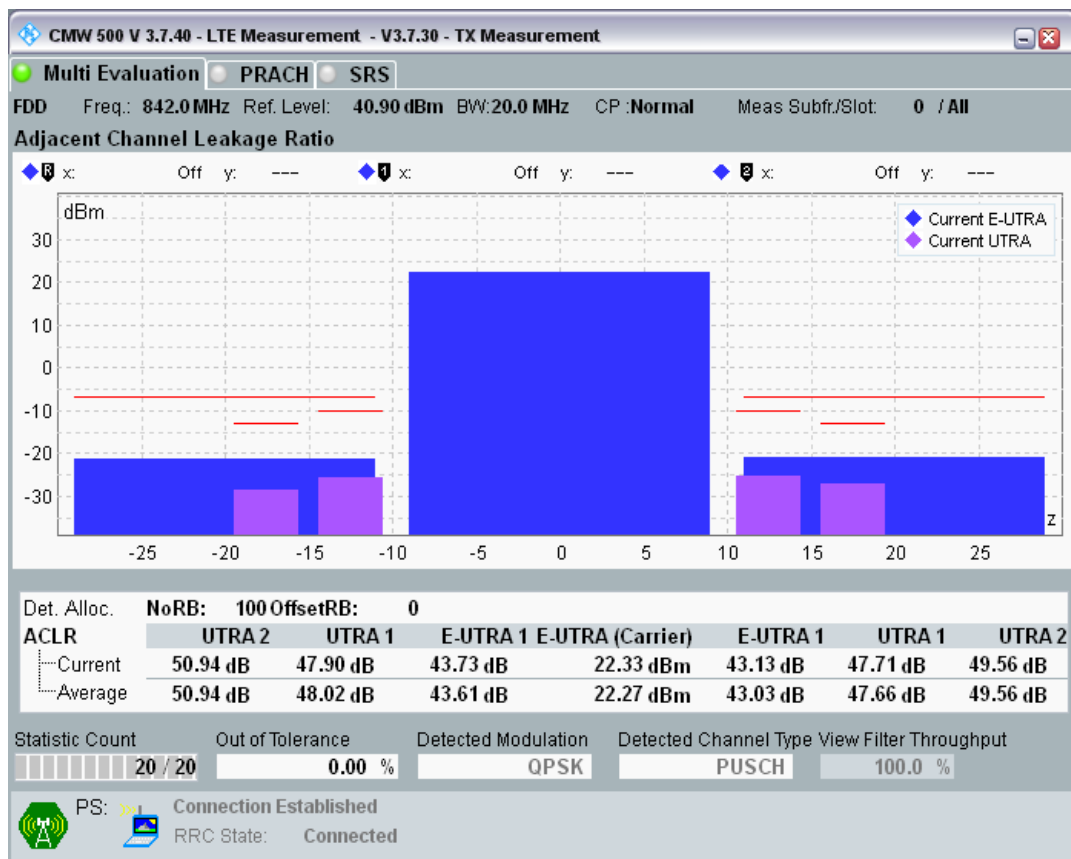 CMW 500 V 3.7.40 - LTE Measurement - V3.7.30 - TX Measurement
Multi Evaluation PRACH SRS
FDD Freq.: 842.0 MHz Ref. Level: 40.90 dBm BW:20.0 MHz CP :Normal Meas Subfr./Slot: 0 / All
Adjacent Channel Leakage Ratio
R x: Off y: --- 1 x: Off y: --- 2 x: Off y: ---
dBm
Current E-UTRA
Current UTRA
30
20
10
0
-10
-20
-30
z
-25 -20 -15 -10 -5 0 5 10 15 20 25
Det. Alloc. NoRB: 100 OffsetRB: 0
ACLR UTRA 2 UTRA 1 E-UTRA 1 E-UTRA (Carrier) E-UTRA 1 UTRA 1 UTRA 2
Current 50.94 dB 47.90 dB 43.73 dB 22.33 dBm 43.13 dB 47.71 dB 49.56 dB
Average 50.94 dB 48.02 dB 43.61 dB 22.27 dBm 43.03 dB 47.66 dB 49.56 dB
Statistic Count Out of Tolerance Detected Modulation Detected Channel Type View Filter Throughput
20 / 20 0.00 % QPSK PUSCH 100.0 %
PS: Connection Established
RRC State: Connected